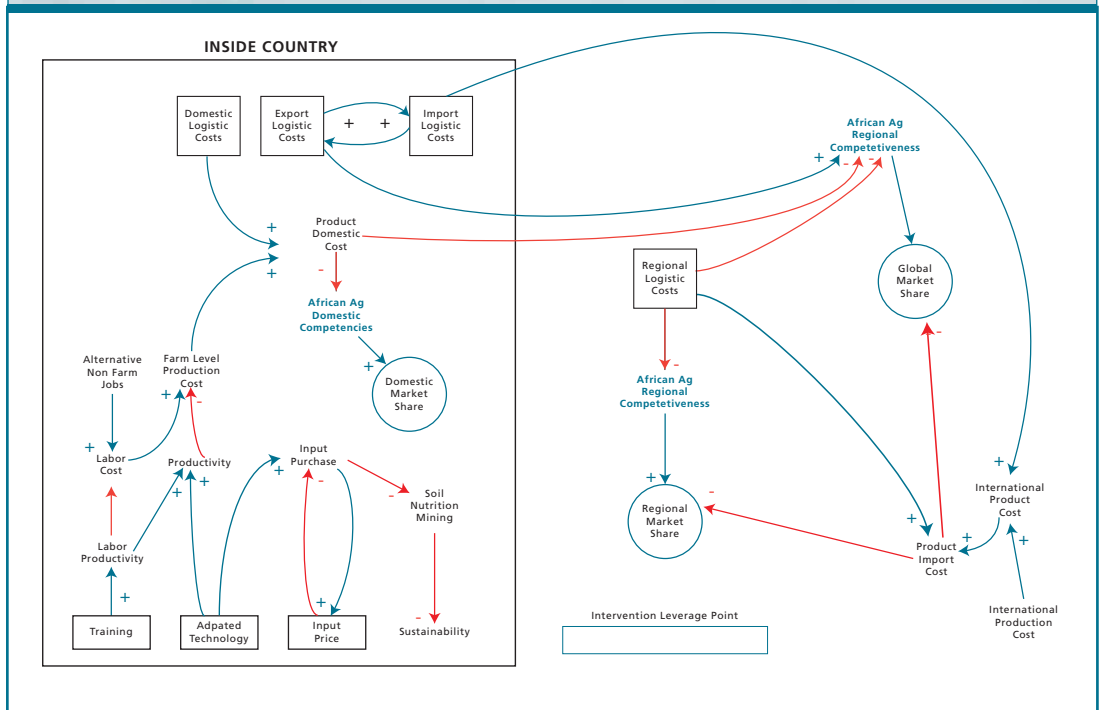 INSIDE COUNTRY
Domestic
Logistic
Costs
Export
Logistic
Costs
+
+
Import
Logistic
Costs
African Ag
Regional
Competetiveness
+
-
-
+
Product
Domestic
Cost
+
-
Regional
Logistic
Costs
Global
Market
Share
-
African Ag
Domestic
Competencies
+
Domestic
Market
Share
Alternative
Non Farm
Jobs
Farm Level
Production
Cost
+
-
-
African Ag
Regional
Competetiveness
+
Labor
Cost
Productivity
+
+
Input
Purchase
+
-
-
Soil
Nutrition
Mining
+
-
Regional
Market
Share
+
International
Product
Cost
+
+
+
Product
Import
Cost
International
Production
Cost
Labor
Productivity
+
Training
Adpated
Technology
+
Input
Price
-
Sustainability
Intervention Leverage Point